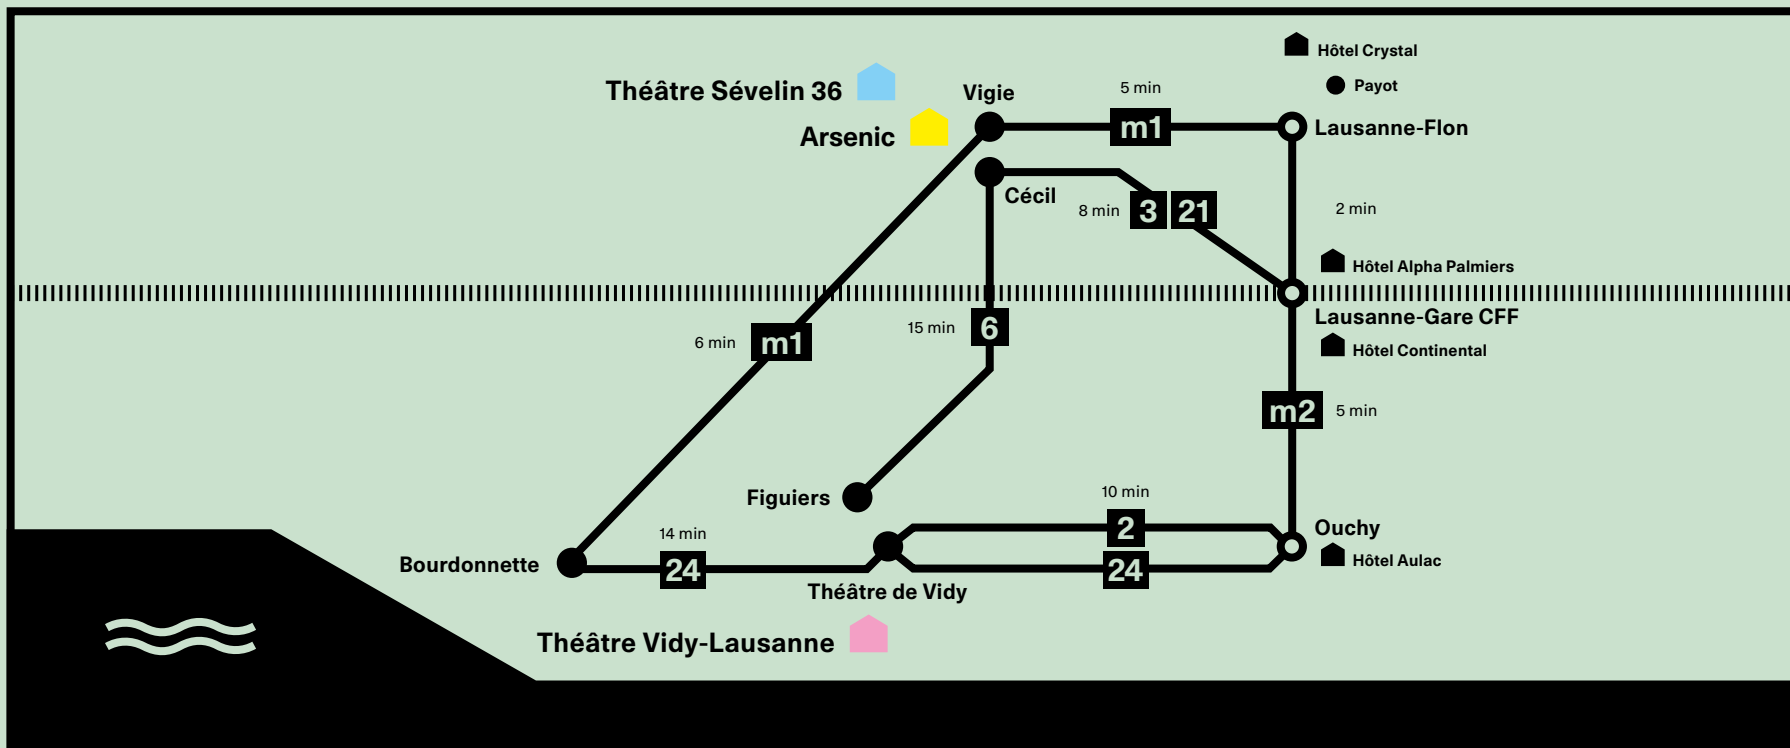 Hôtel Crystal
Théâtre Sévelin 36
Vigie
5 min
Payot
Arsenic
m1
Lausanne-Flon
Cécil
8 min
3
21
2 min
Hôtel Alpha Palmiers
Lausanne-Gare CFF
6 min
m1
15 min
6
Hôtel Continental
m2
5 min
Figuiers
10 min
2
Ouchy
14 min
Bourdonnette
24
24
Hôtel Aulac
Théâtre de Vidy
Théâtre Vidy-Lausanne